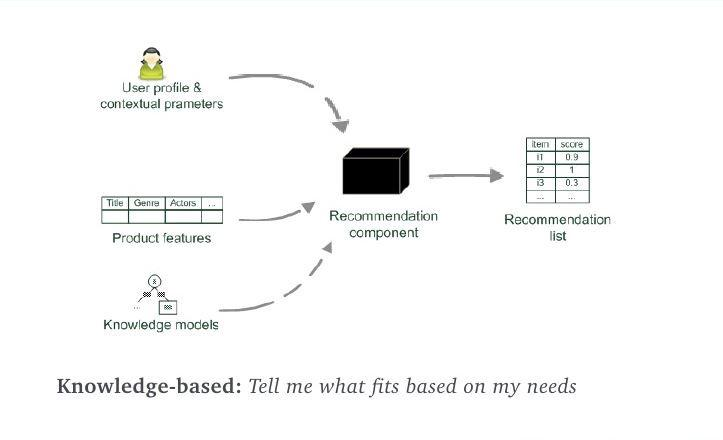 User profile &
contextual prameters
Title Genre Actors ...
Product features
...
Knowledge models
Recommendation
component
item score
i1 0.9
i2 1
i3 0.3
... ...
Recommendation
list
Knowledge-based: Tell me what fits based on my needs